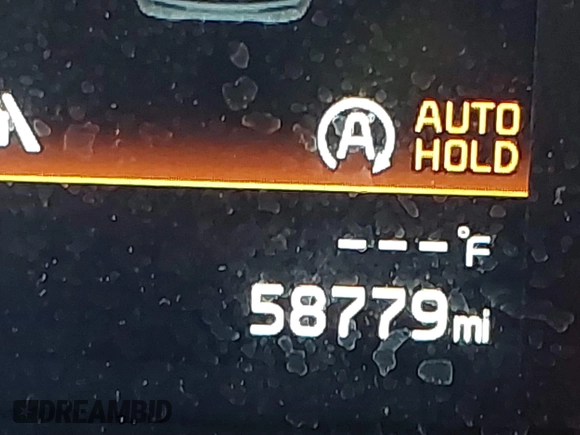 A AUTO
HOLD
---°F
58779mi
DREAMBID